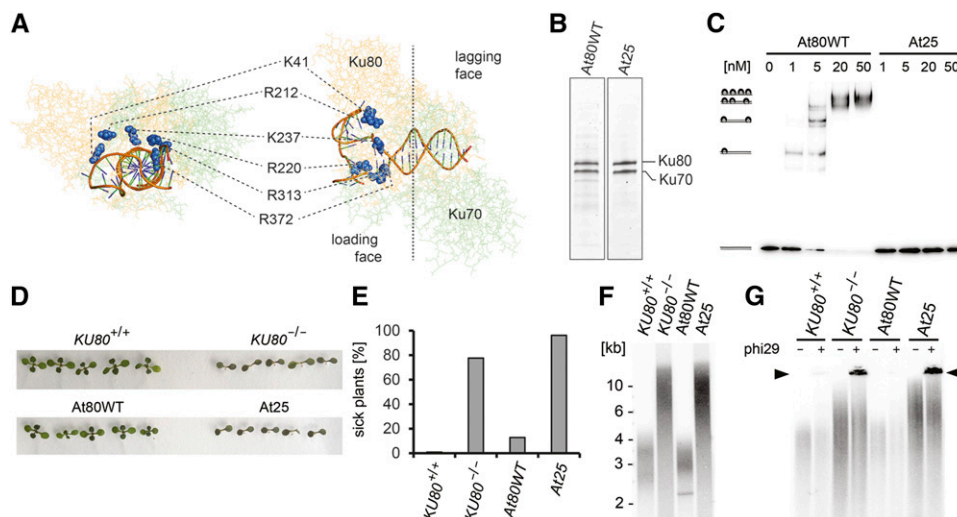 A
K41
R212
K237
R220
R313
R372
Ku80
lagging
face
Ku70
loading
face
B
At80WT
At25
Ku80
Ku70
C
At80WT At25
[nM] 0 1 5 20 50 1 5 20 50
D
KU80+/+ KU80−/−
At80WT At25
E
sick plants [%]
100
80
60
40
20
0
KU80+/+
KU80−/−
At80WT
At25
F
KU80+/+
KU80−/−
At80WT
At25
[kb]
10
6
4
3
2
G
KU80+/+
KU80−/−
At80WT
At25
phi29 − + − + − + − +